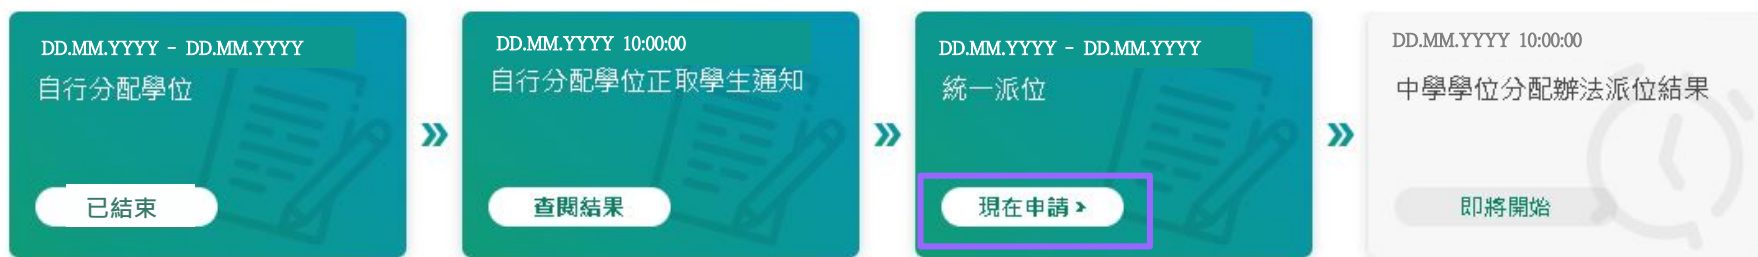 DD.MM.YYYY - DD.MM.YYYY
自行分配學位
已結束
DD.MM.YYYY 10:00:00
自行分配學位正取學生通知
查閱結果
DD.MM.YYYY - DD.MM.YYYY
統一派位
現在申請 >
DD.MM.YYYY 10:00:00
中學學位分配辦法派位結果
即將開始